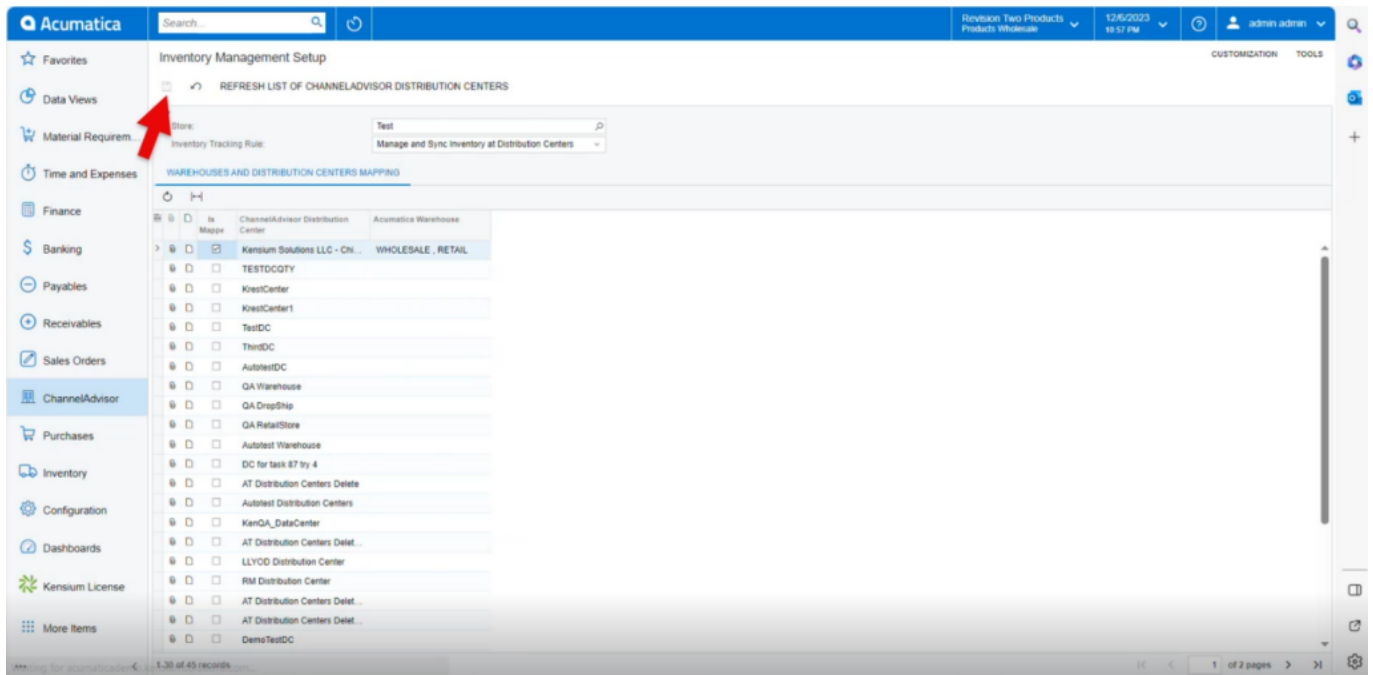 Acumatica
Search...
Revision Two Products
Products Wholesale
12/6/2023
10:57 PM
admin admin
Favorites
Data Views
Material Requirem...
Time and Expenses
Finance
Banking
Payables
Receivables
Sales Orders
ChannelAdvisor
Purchases
Inventory
Configuration
Dashboards
Kensium License
More Items
Inventory Management Setup
CUSTOMIZATION TOOLS
REFRESH LIST OF CHANNELADVISOR DISTRIBUTION CENTERS
Store: Test
Inventory Tracking Rule: Manage and Sync Inventory at Distribution Centers
WAREHOUSES AND DISTRIBUTION CENTERS MAPPING
Is Mappe ChannelAdvisor Distribution Center Acumatica Warehouse
Kensium Solutions LLC - Chi... WHOLESALE , RETAIL
TESTDCQTY
KrestCenter
KrestCenter1
TestDC
ThirdDC
AutotestDC
QA Warehouse
QA DropShip
QA RetailStore
Autotest Warehouse
DC for task 87 try 4
AT Distribution Centers Delete
Autotest Distribution Centers
KenQA_DataCenter
AT Distribution Centers Delet...
LLYOD Distribution Center
RM Distribution Center
AT Distribution Centers Delet...
AT Distribution Centers Delet...
DemoTestDC
1-30 of 45 records
1 of 2 pages